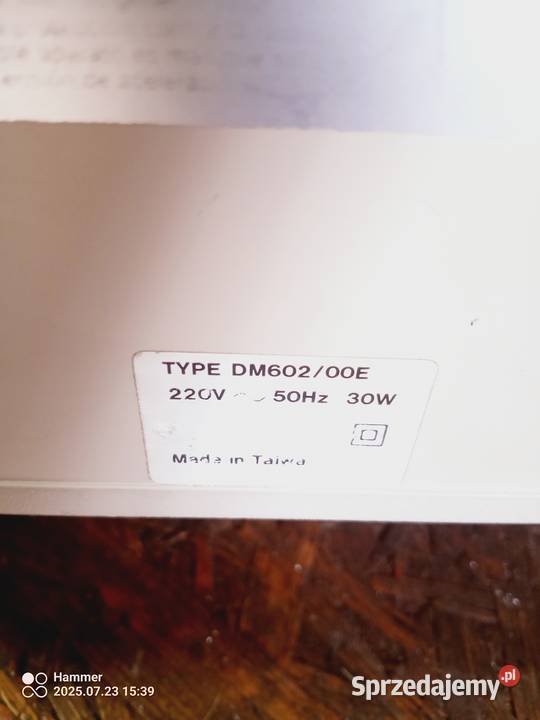 TYPE DM602/00E
220V ~ 50Hz 30W
Made in Taiwa
Hammer
2025.07.23 15:39
Sprzedajemy.pl